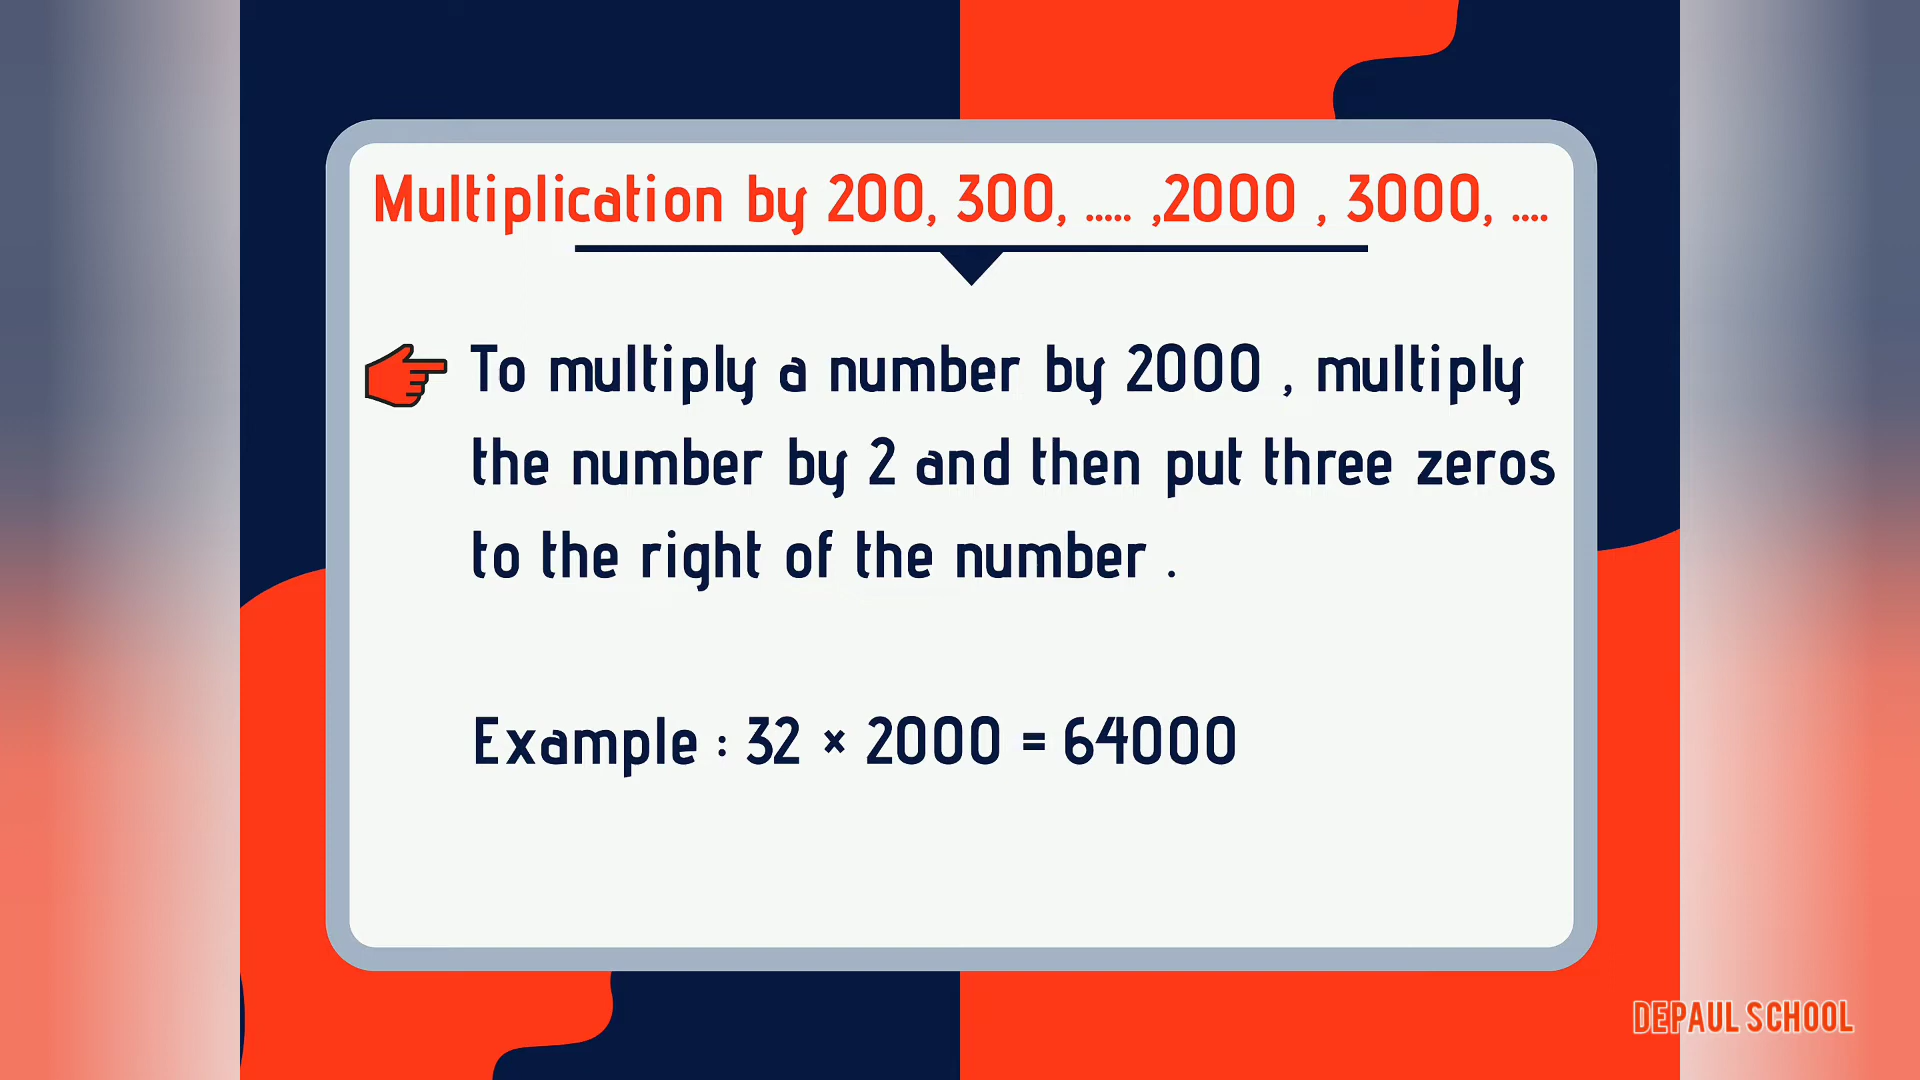 Multiplication by 200, 300, ..... ,2000 , 3000, ....
To multiply a number by 2000 , multiply
the number by 2 and then put three zeros
to the right of the number .
Example : 32 × 2000 = 64000
DEPAUL SCHOOL